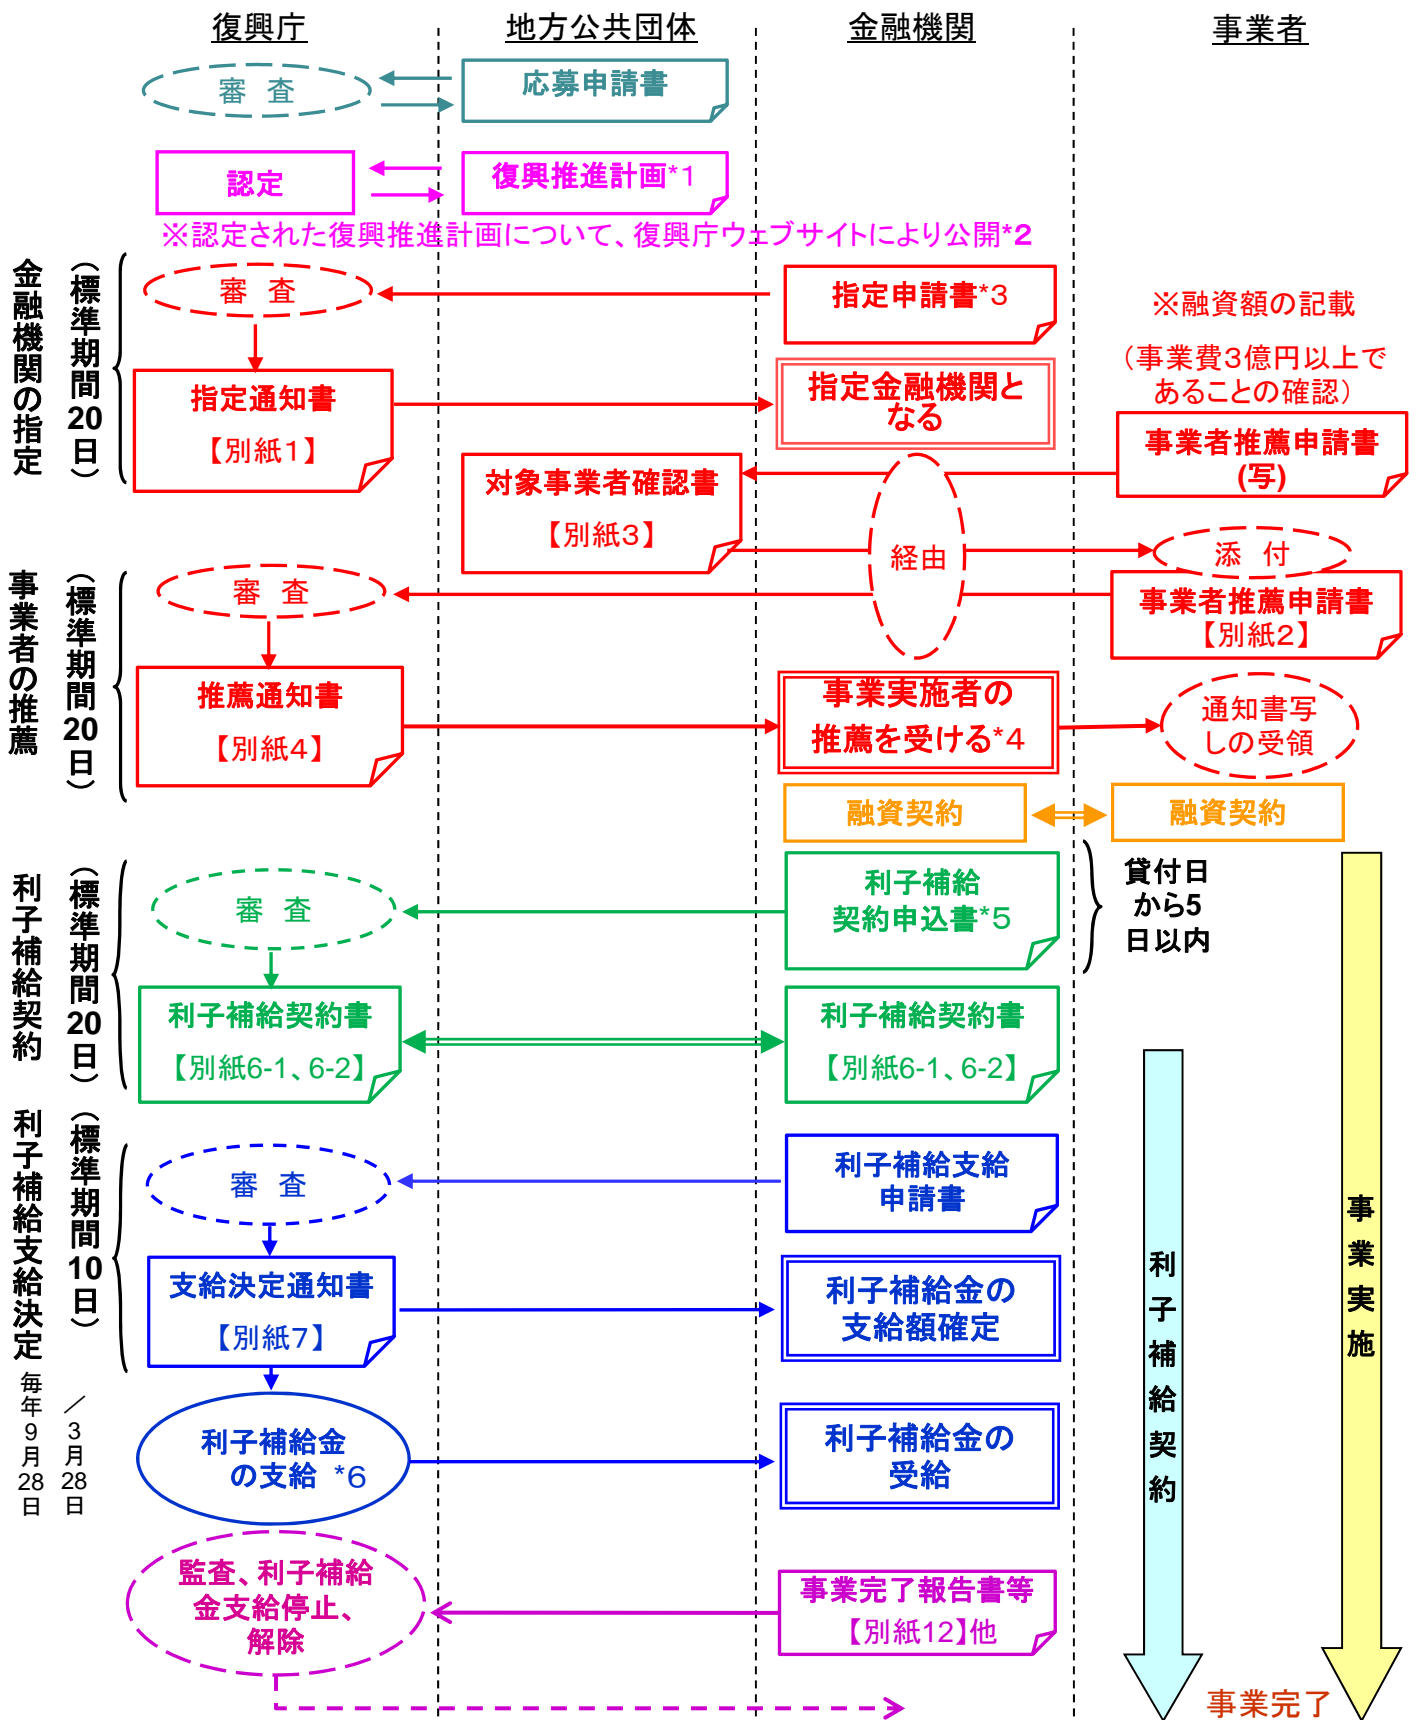 復興庁
地方公共団体
金融機関
事業者
審 査
応募申請書
認定
復興推進計画*1
※認定された復興推進計画について、復興庁ウェブサイトにより公開*2
金融機関の指定
（標準期間20日）
審 査
指定申請書*3
※融資額の記載
（事業費3億円以上で
あることの確認）
指定通知書
【別紙1】
指定金融機関と
なる
事業者推薦申請書
(写)
対象事業者確認書
【別紙3】
経由
添 付
事業者の推薦
（標準期間20日）
審 査
事業者推薦申請書
【別紙2】
推薦通知書
【別紙4】
事業実施者の
推薦を受ける*4
通知書写
しの受領
融資契約
融資契約
利子補給契約
（標準期間20日）
審 査
利子補給
契約申込書*5
貸付日
から5
日以内
利子補給契約書
【別紙6-1、6-2】
利子補給契約書
【別紙6-1、6-2】
利子補給支給決定
（標準期間10日）
審 査
利子補給支給
申請書
支給決定通知書
【別紙7】
利子補給金の
支給額確定
利子補給契約
事業実施
毎年9月28日
／3月28日
利子補給金
の支給 *6
利子補給金の
受給
監査、利子補給
金支給停止、
解除
事業完了報告書等
【別紙12】他
事業完了